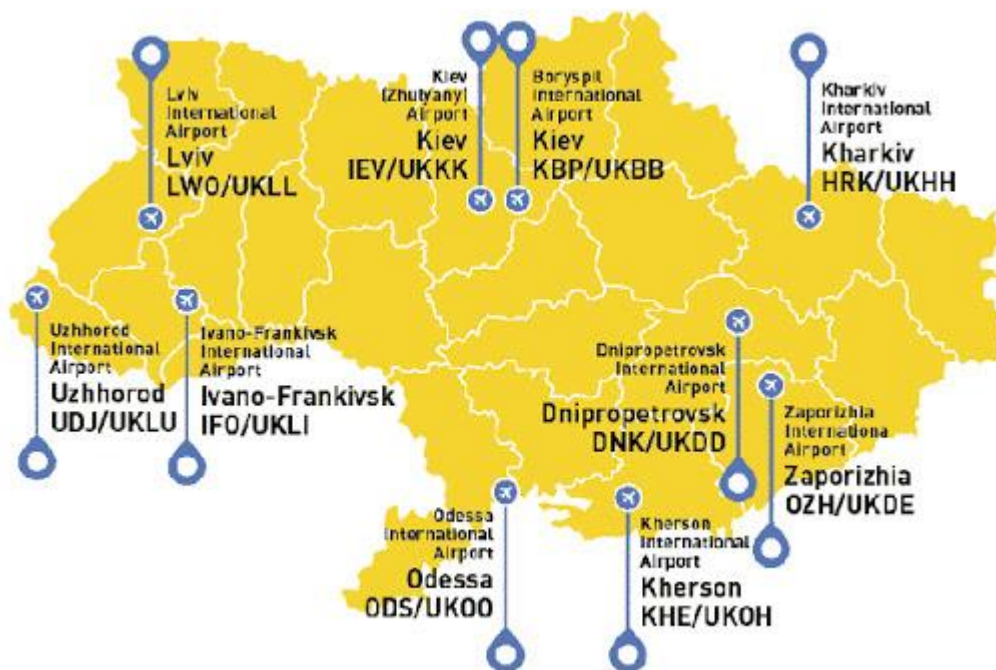 Lviv
International
Airport
Lviv
LWO/UKLL
Kiev
(Zhulyany)
Airport
Kiev
IEV/UKKK
Boryspil
International
Airport
Kiev
KBP/UKBB
Kharkiv
International
Airport
Kharkiv
HRK/UKHH
Uzhhorod
International
Airport
Uzhhorod
UDJ/UKLU
Ivano-Frankivsk
International
Airport
Ivano-Frankivsk
IFO/UKLI
Dnipropetrovsk
International
Airport
Dnipropetrovsk
DNK/UKDD
Zaporizhia
Internationa
Airport
Zaporizhia
OZH/UKDE
Odessa
International
Airport
Odessa
ODS/UKOO
Kherson
International
Airport
Kherson
KHE/UKOH